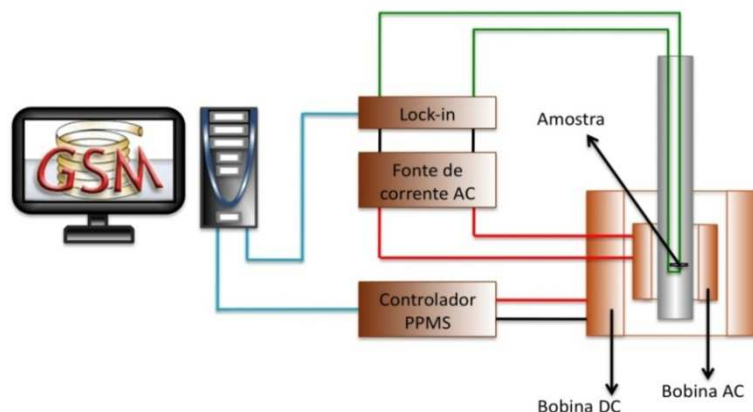 Lock-in
Amostra
GSM
Fonte de
corrente AC
Controlador
PPMS
Bobina DC
Bobina AC